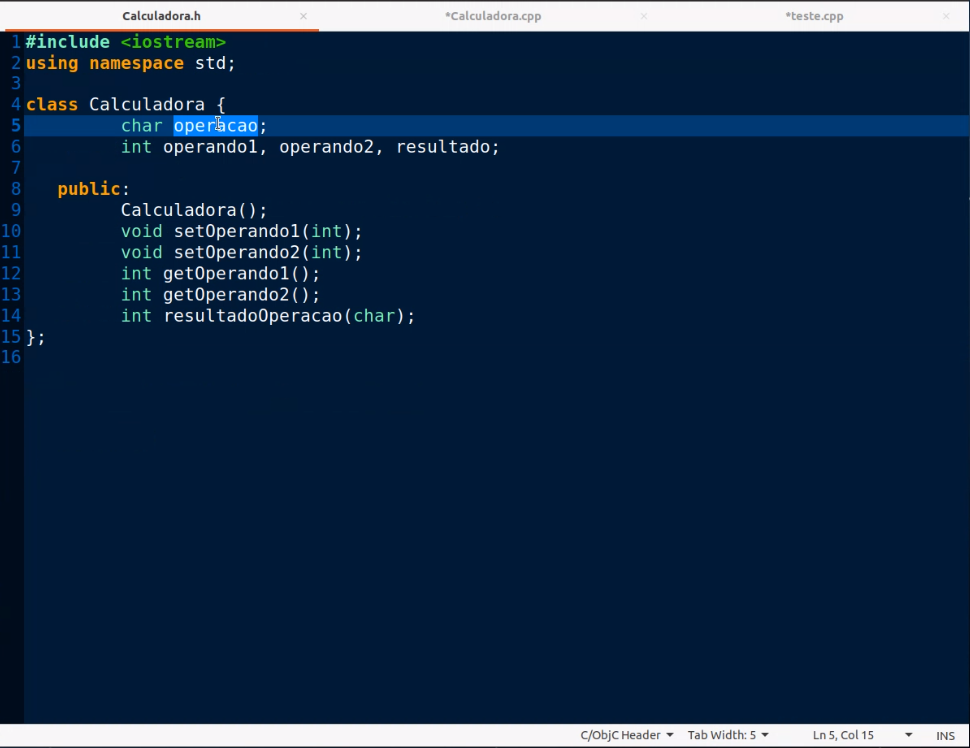 Calculadora.h × *Calculadora.cpp × *teste.cpp ×
1 #include <iostream>
2 using namespace std;
3
4 class Calculadora {
5 char operacao;
6 int operando1, operando2, resultado;
7
8 public:
9 Calculadora();
10 void setOperando1(int);
11 void setOperando2(int);
12 int getOperando1();
13 int getOperando2();
14 int resultadoOperacao(char);
15 };
16
C/ObjC Header Tab Width: 5 Ln 5, Col 15 INS